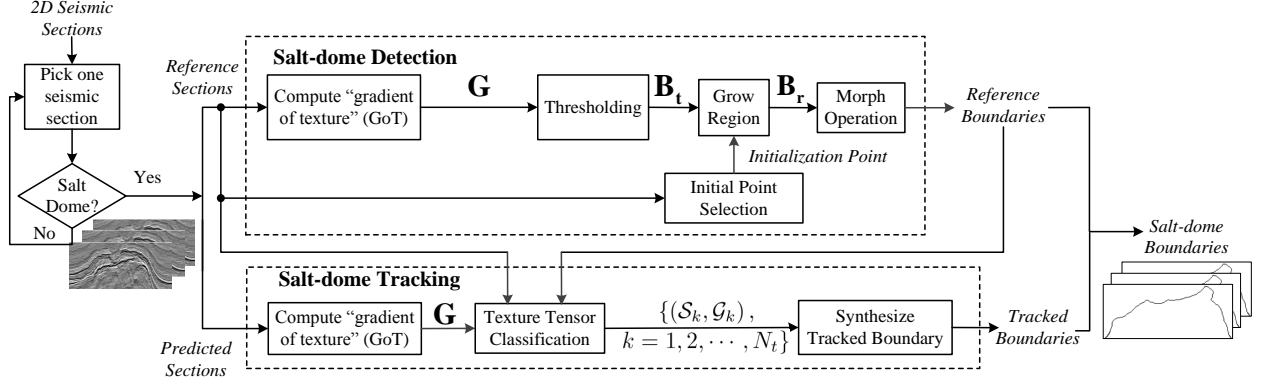 2D Seismic
Sections
Pick one
seismic
section
Salt
Dome?
Yes
No
Reference
Sections
Predicted
Sections
Salt-dome Detection
Compute “gradient
of texture” (GoT)
G
Thresholding
B_t
Grow
Region
B_r
Morph
Operation
Initialization Point
Initial Point
Selection
Reference
Boundaries
Salt-dome Tracking
Compute “gradient
of texture” (GoT)
G
Texture Tensor
Classification
{(𝒮_k, 𝒢_k),
k = 1, 2, ⋯, N_t}
Synthesize
Tracked Boundary
Tracked
Boundaries
Salt-dome
Boundaries